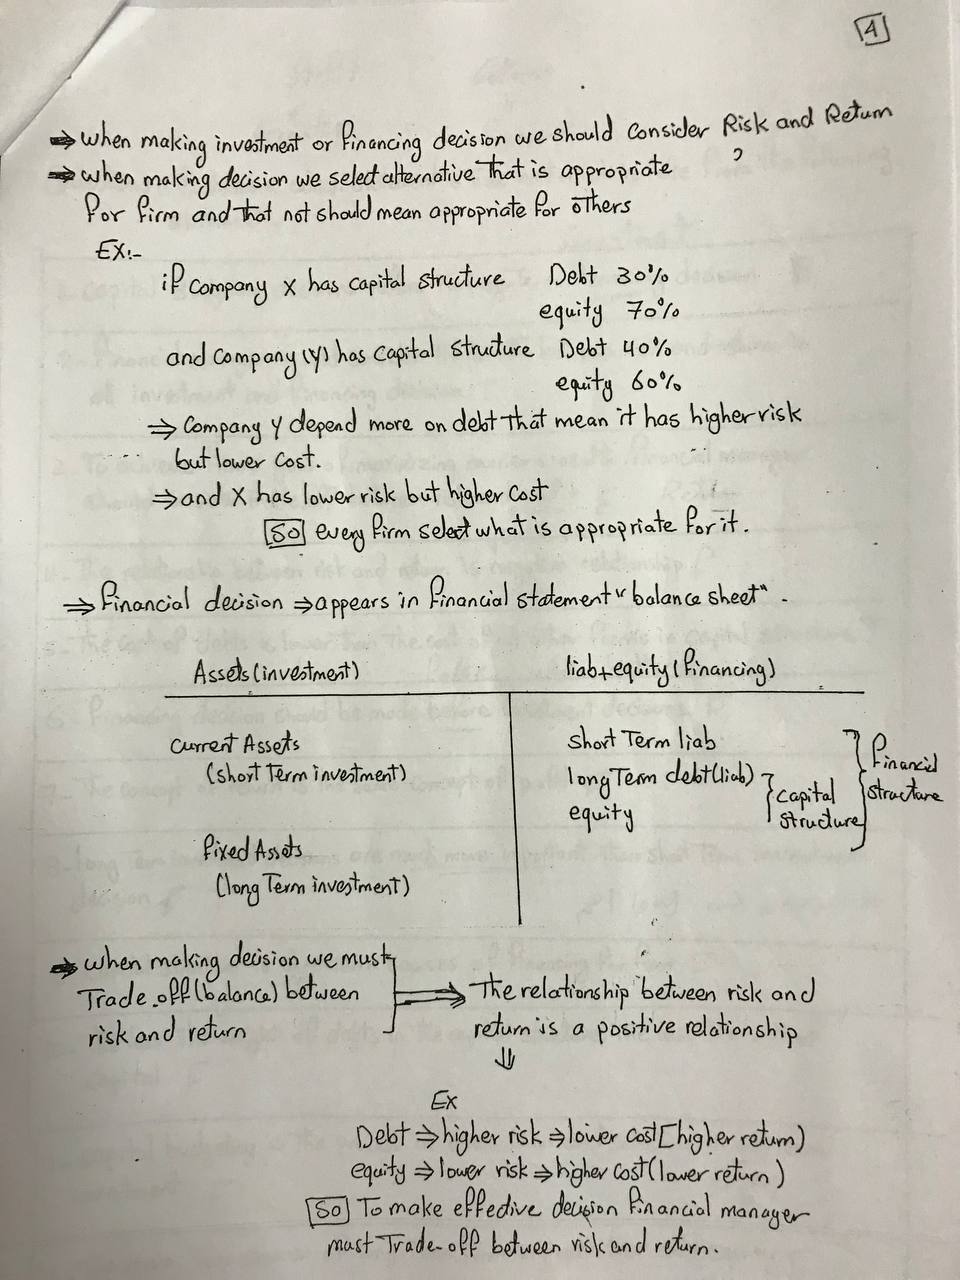 4
⇒ when making investment or financing decision we should consider Risk and Return
⇒ when making decision we select alternative that is appropriate
for firm and that not should mean appropriate for others
EX:-
if company X has capital structure Debt 30%
equity 70%
and company (Y) has capital structure Debt 40%
equity 60%
⇒ company Y depend more on debt that mean it has higher risk
but lower cost.
⇒ and X has lower risk but higher cost
So every firm select what is appropriate for it.
⇒ financial decision ⇒ appears in financial statement "balance sheet".
Assets (investment) liab+equity (financing)
current Assets short Term liab
(short Term investment) long Term debt (liab)
equity
capital
structure
financial
structure
fixed Assets
(long Term investment)
⇒ when making decision we must
Trade-off (balance) between
risk and return
⇒ the relationship between risk and
return is a positive relationship
⇓
Ex
Debt ⇒ higher risk ⇒ lower cost [higher return)
equity ⇒ lower risk ⇒ higher cost (lower return)
So To make effective decision financial manager
must Trade-off between risk and return.